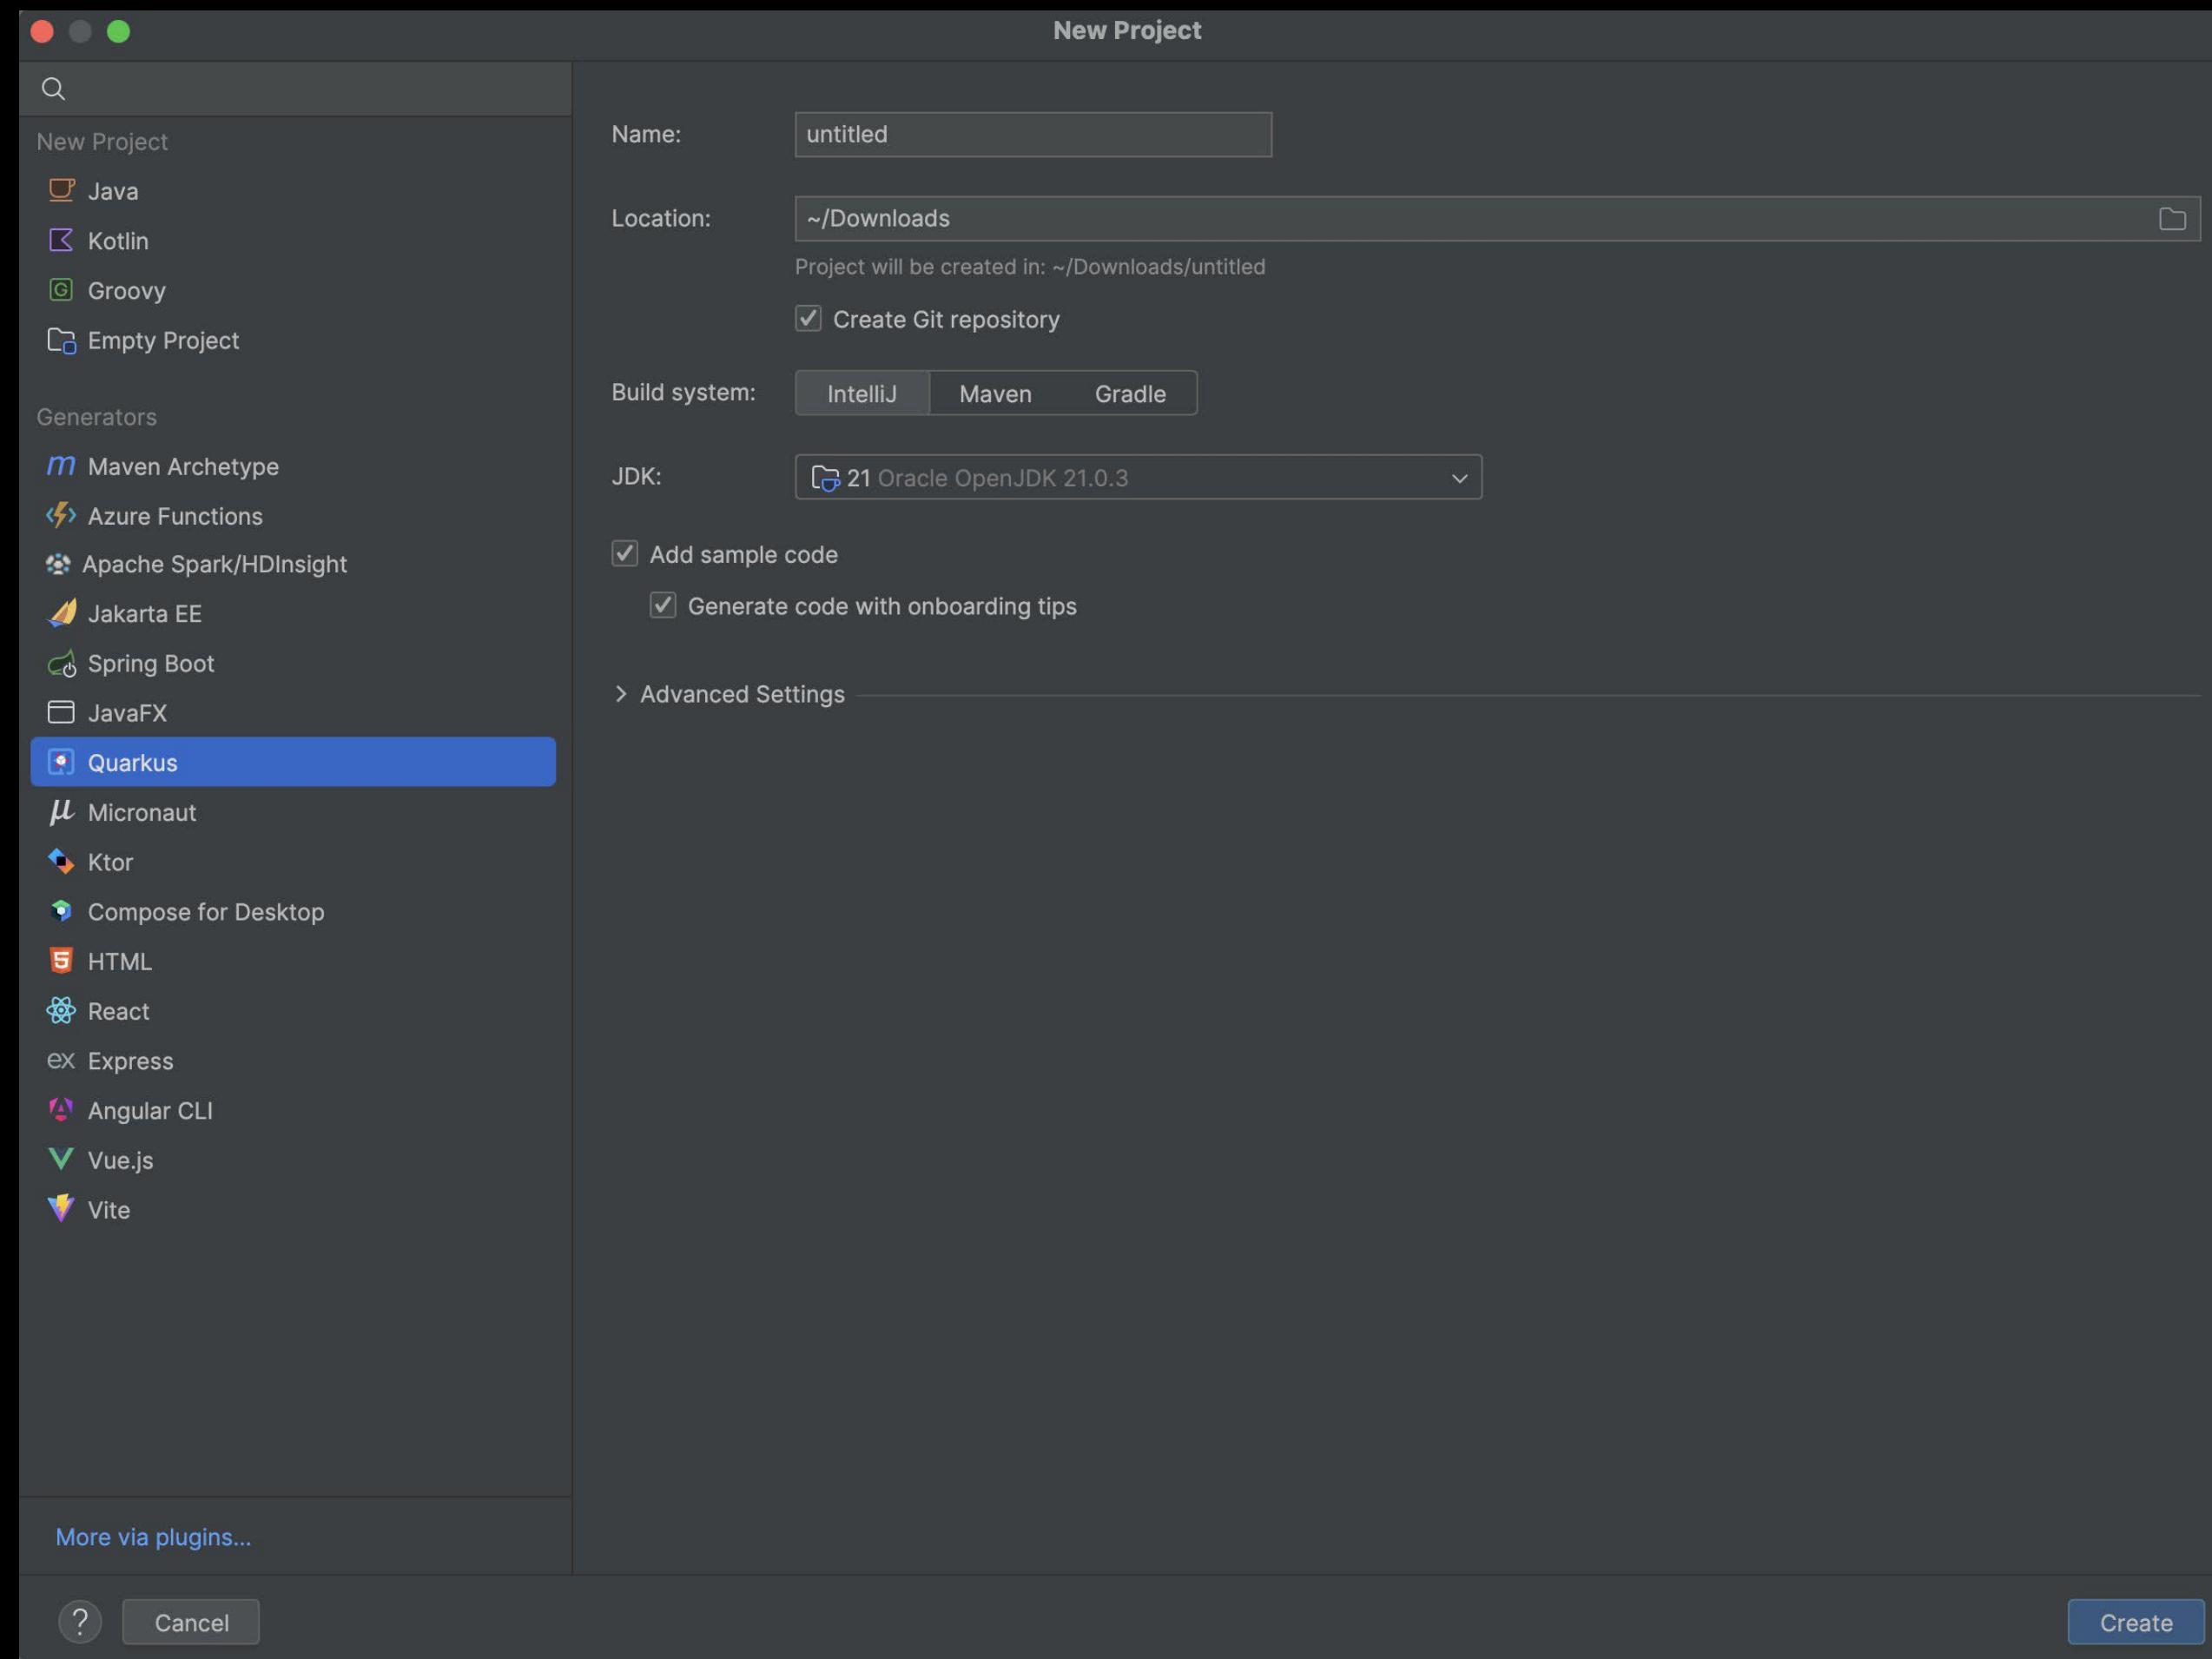 New Project
New Project
Java
Kotlin
Groovy
Empty Project
Generators
Maven Archetype
Azure Functions
Apache Spark/HDInsight
Jakarta EE
Spring Boot
JavaFX
Quarkus
Micronaut
Ktor
Compose for Desktop
HTML
React
ex Express
Angular CLI
Vue.js
Vite
More via plugins...
Name: untitled
Location: ~/Downloads
Project will be created in: ~/Downloads/untitled
Create Git repository
Build system: IntelliJ Maven Gradle
JDK: 21 Oracle OpenJDK 21.0.3
Add sample code
Generate code with onboarding tips
Advanced Settings
? Cancel Create